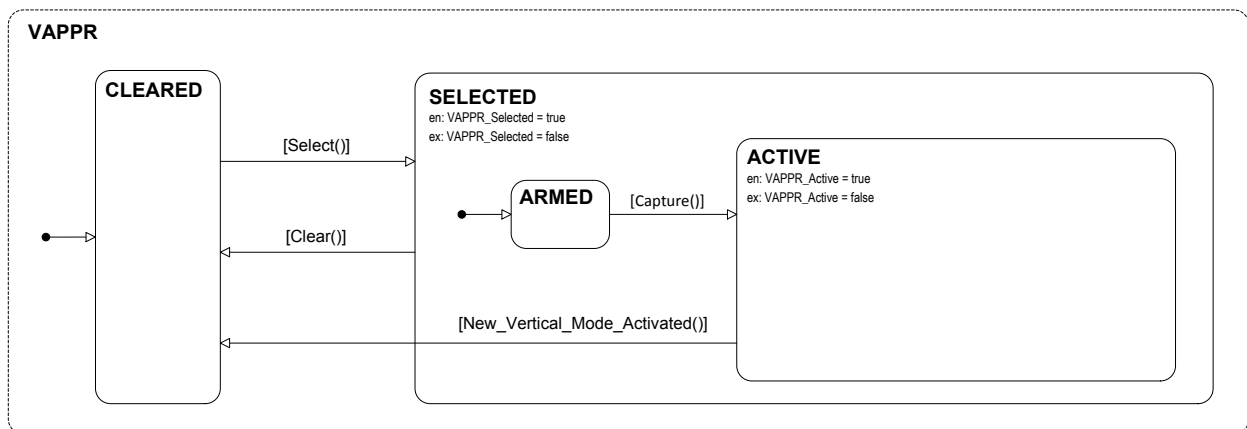 VAPPR
CLEARED
[Select()]
[Clear()]
SELECTED
en: VAPPR_Selected = true
ex: VAPPR_Selected = false
ARMED
[Capture()]
ACTIVE
en: VAPPR_Active = true
ex: VAPPR_Active = false
[New_Vertical_Mode_Activated()]